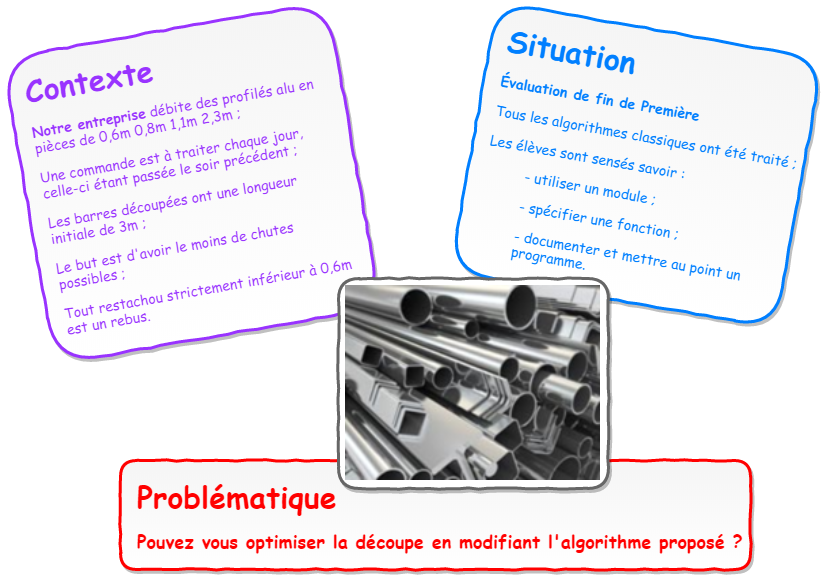 Contexte
Notre entreprise débite des profilés alu en
pièces de 0,6m 0,8m 1,1m 2,3m ;
Une commande est à traiter chaque jour,
celle-ci étant passée le soir précédent ;
Les barres découpées ont une longueur
initiale de 3m ;
Le but est d'avoir le moins de chutes
possibles ;
Tout restachou strictement inférieur à 0,6m
est un rebus.
Situation
Évaluation de fin de Première
Tous les algorithmes classiques ont été traité ;
Les élèves sont sensés savoir :
- utiliser un module ;
- spécifier une fonction ;
- documenter et mettre au point un
programme.
Problématique
Pouvez vous optimiser la découpe en modifiant l'algorithme proposé ?